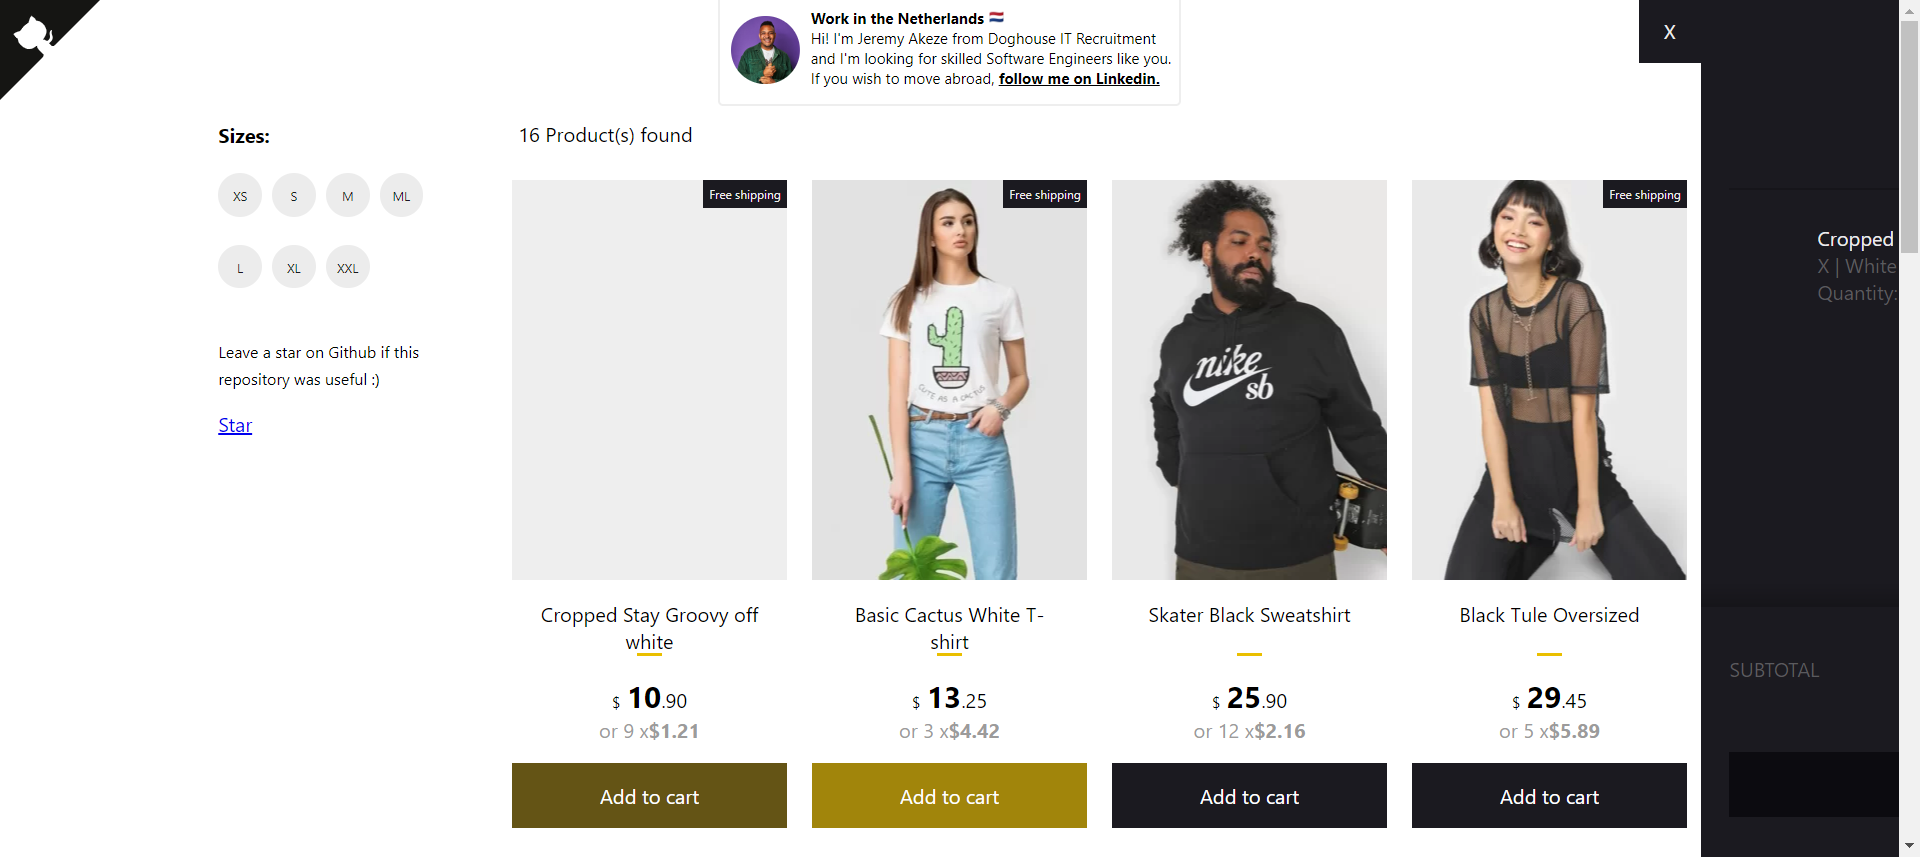 Work in the Netherlands 🇳🇱
Hi! I'm Jeremy Akeze from Doghouse IT Recruitment
and I'm looking for skilled Software Engineers like you.
If you wish to move abroad, follow me on Linkedin.
X
Sizes:
XS
S
M
ML
L
XL
XXL
Leave a star on Github if this
repository was useful :)
Star
16 Product(s) found
Free shipping
Cropped Stay Groovy off
white
$ 10.90
or 9 x$1.21
Add to cart
Free shipping
CUTE AS A CACTUS
Basic Cactus White T-
shirt
$ 13.25
or 3 x$4.42
Add to cart
nike
sb
Skater Black Sweatshirt
$ 25.90
or 12 x$2.16
Add to cart
Free shipping
Black Tule Oversized
$ 29.45
or 5 x$5.89
Add to cart
Cropped
X | White
Quantity:
SUBTOTAL